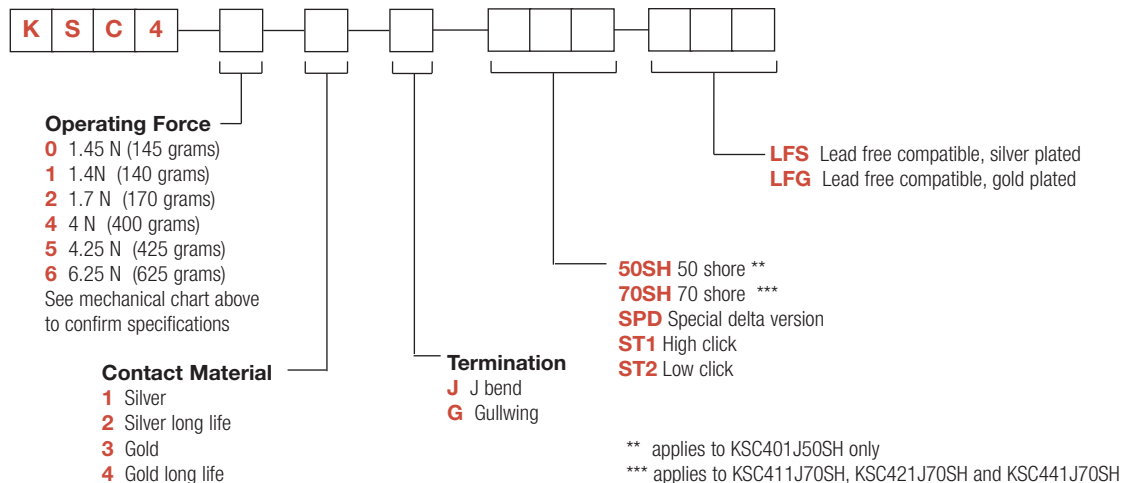 K S C 4
Operating Force
0 1.45 N (145 grams)
1 1.4N (140 grams)
2 1.7 N (170 grams)
4 4 N (400 grams)
5 4.25 N (425 grams)
6 6.25 N (625 grams)
See mechanical chart above
to confirm specifications
Contact Material
1 Silver
2 Silver long life
3 Gold
4 Gold long life
Termination
J J bend
G Gullwing
50SH 50 shore **
70SH 70 shore ***
SPD Special delta version
ST1 High click
ST2 Low click
LFS Lead free compatible, silver plated
LFG Lead free compatible, gold plated
** applies to KSC401J50SH only
*** applies to KSC411J70SH, KSC421J70SH and KSC441J70SH